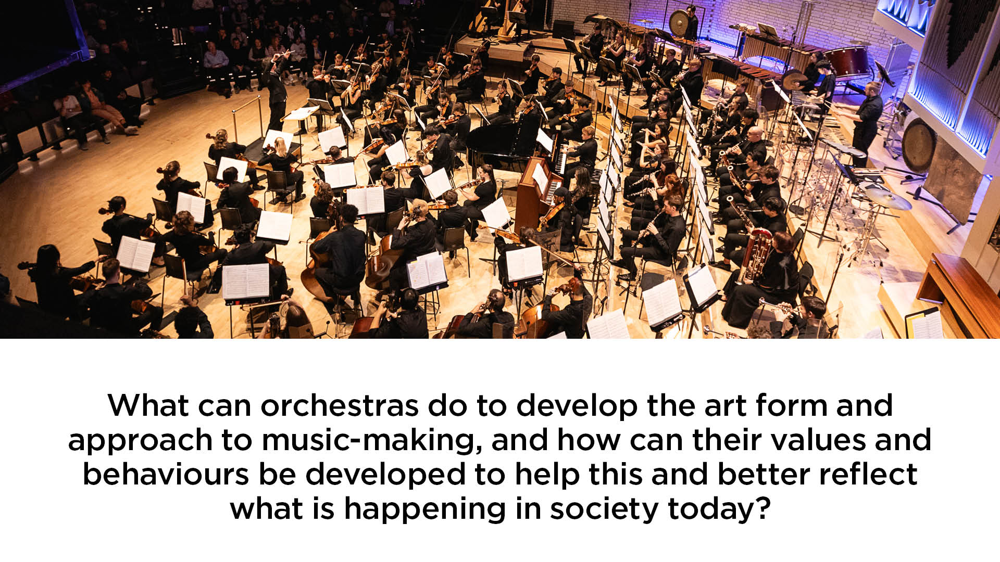 What can orchestras do to develop the art form and
approach to music-making, and how can their values and
behaviours be developed to help this and better reflect
what is happening in society today?